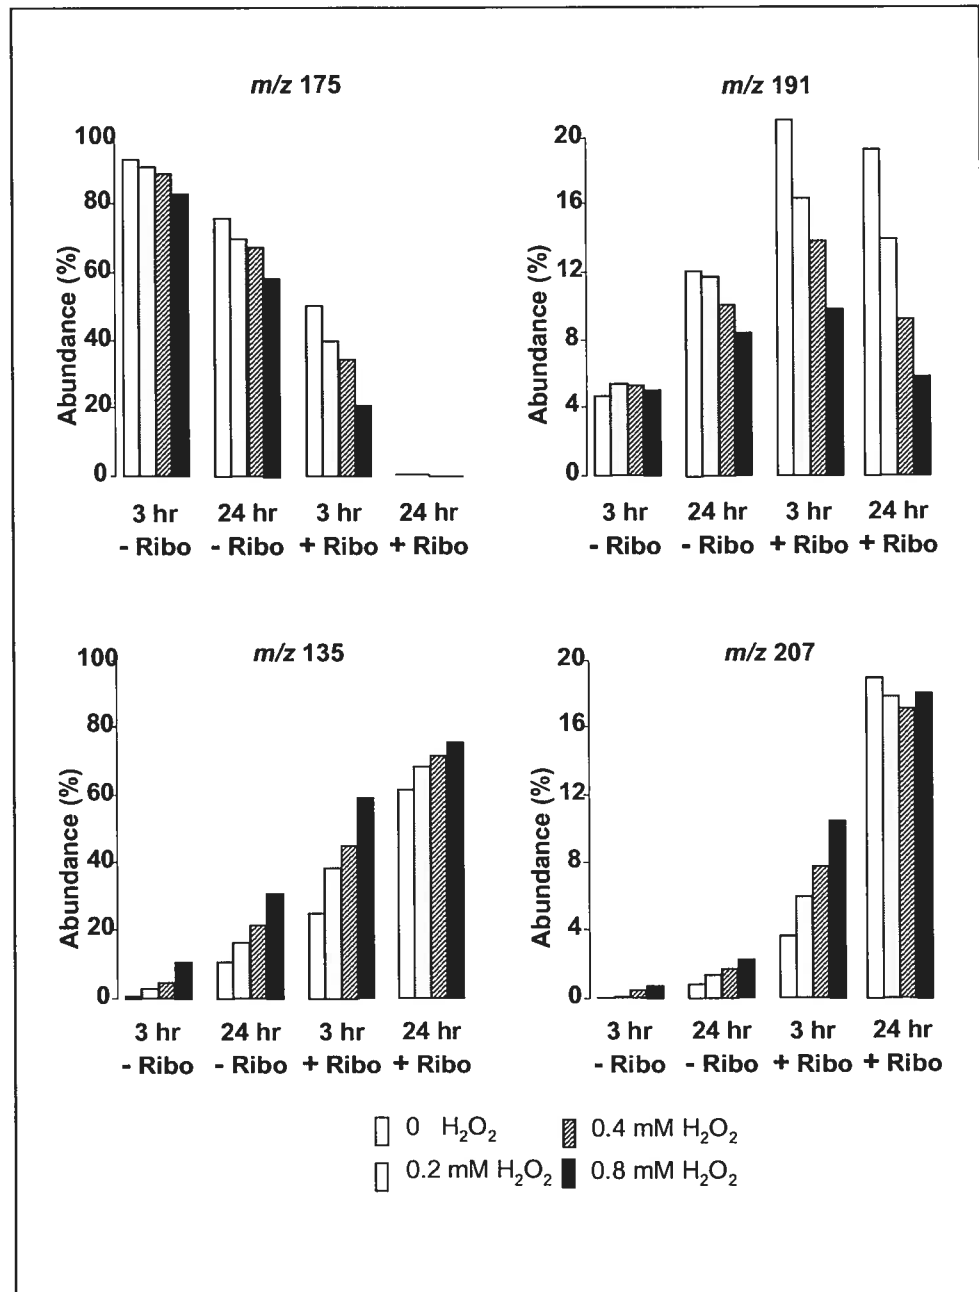 m/z 175
100
80
60
40
20
0
Abundance (%)
3 hr 24 hr 3 hr 24 hr
- Ribo - Ribo + Ribo + Ribo
m/z 191
20
16
12
8
4
0
Abundance (%)
3 hr 24 hr 3 hr 24 hr
- Ribo - Ribo + Ribo + Ribo
m/z 135
100
80
60
40
20
0
Abundance (%)
3 hr 24 hr 3 hr 24 hr
- Ribo - Ribo + Ribo + Ribo
m/z 207
20
16
12
8
4
0
Abundance (%)
3 hr 24 hr 3 hr 24 hr
- Ribo - Ribo + Ribo + Ribo
0 H₂O₂
0.4 mM H₂O₂
0.2 mM H₂O₂
0.8 mM H₂O₂